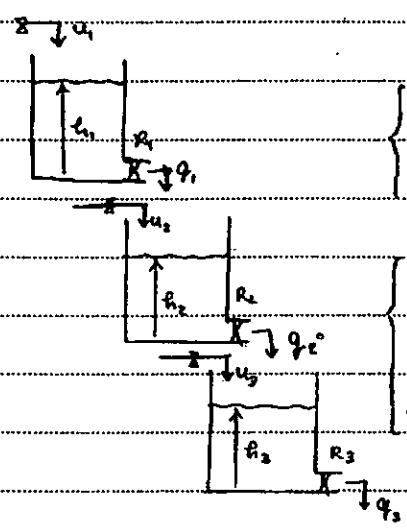 u₁
h₁
R₁
q₁
u₂
h₂
R₂
q₂
u₃
h₃
R₃
q₃